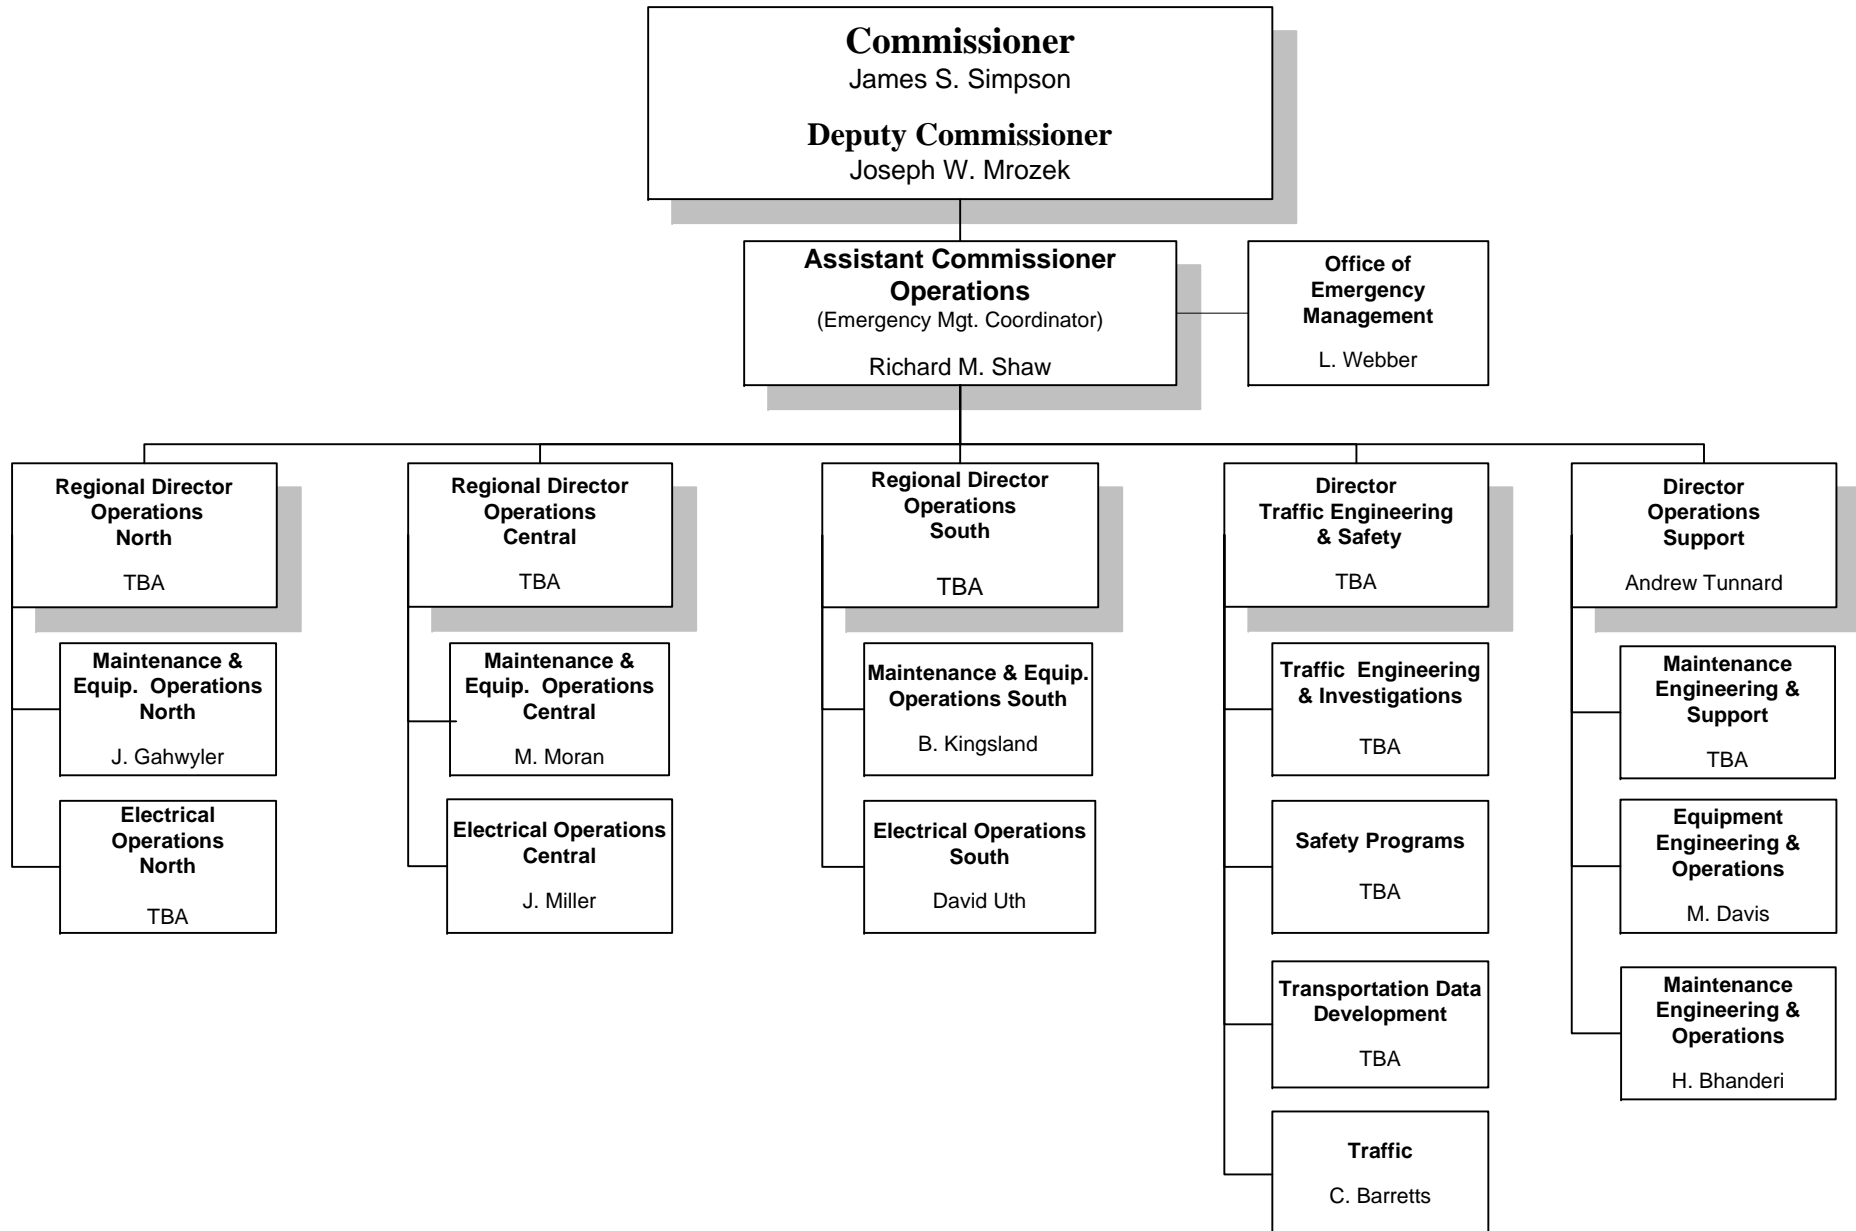 Commissioner
James S. Simpson
Deputy Commissioner
Joseph W. Mrozek
Assistant Commissioner
Operations
(Emergency Mgt. Coordinator)
Richard M. Shaw
Office of
Emergency
Management
L. Webber
Regional Director
Operations
North
TBA
Maintenance &
Equip. Operations
North
J. Gahwyler
Electrical
Operations
North
TBA
Regional Director
Operations
Central
TBA
Maintenance &
Equip. Operations
Central
M. Moran
Electrical Operations
Central
J. Miller
Regional Director
Operations
South
TBA
Maintenance & Equip.
Operations South
B. Kingsland
Electrical Operations
South
David Uth
Director
Traffic Engineering
& Safety
TBA
Traffic Engineering
& Investigations
TBA
Safety Programs
TBA
Transportation Data
Development
TBA
Traffic
C. Barretts
Director
Operations
Support
Andrew Tunnard
Maintenance
Engineering &
Support
TBA
Equipment
Engineering &
Operations
M. Davis
Maintenance
Engineering &
Operations
H. Bhanderi